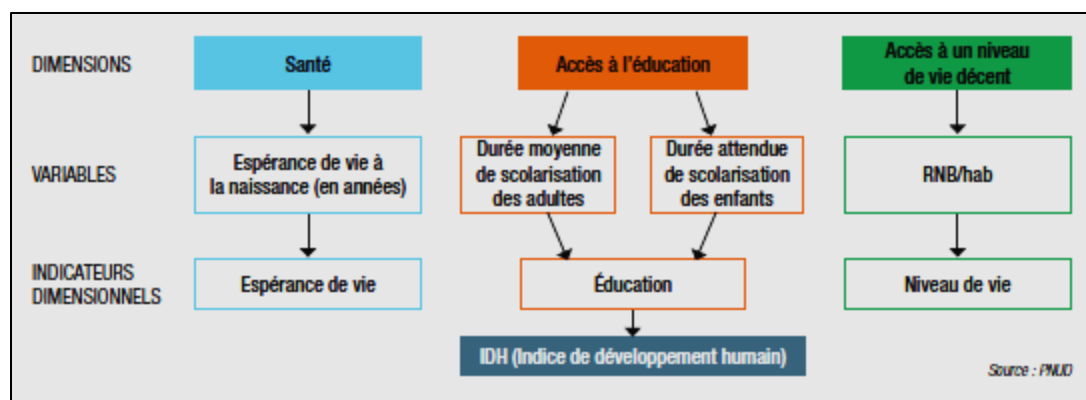 DIMENSIONS
Santé
Accès à l'éducation
Accès à un niveau
de vie décent
VARIABLES
Espérance de vie à
la naissance (en années)
Durée moyenne
de scolarisation
des adultes
Durée attendue
de scolarisation
des enfants
RNB/hab
INDICATEURS
DIMENSIONNELS
Espérance de vie
Éducation
Niveau de vie
IDH (Indice de développement humain)
Source : PNUD